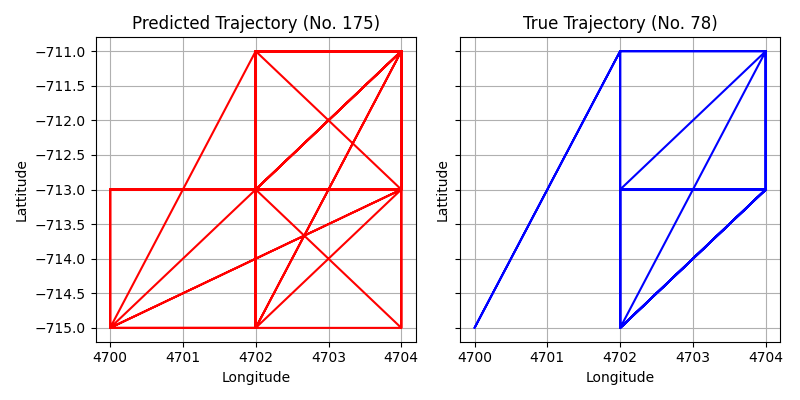 Predicted Trajectory (No. 175)
True Trajectory (No. 78)
−711.0
−711.5
−712.0
−712.5
−713.0
−713.5
−714.0
−714.5
−715.0
Lattitude
Lattitude
4700 4701 4702 4703 4704
4700 4701 4702 4703 4704
Longitude
Longitude